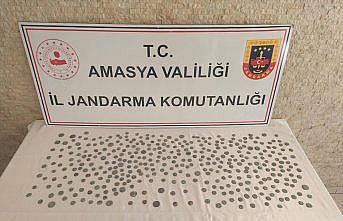 T.C.
AMASYA VALİLİĞİ
İL JANDARMA KOMUTANLIĞI